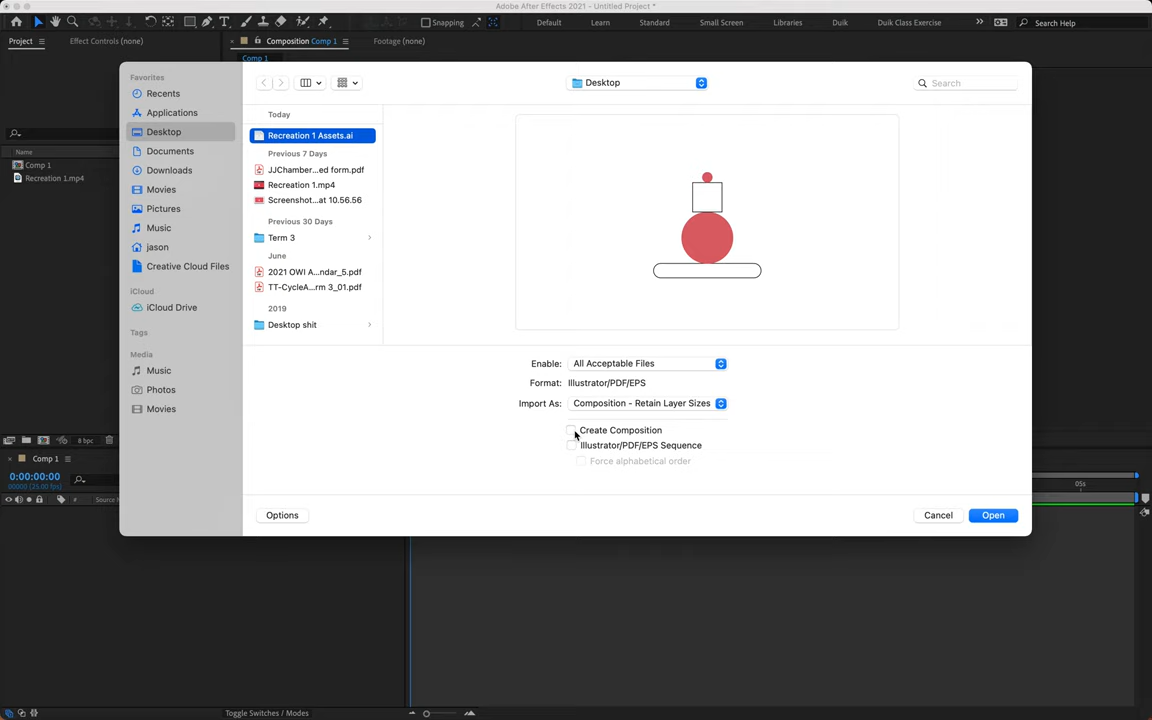 Adobe After Effects 2021 - Untitled Project *
Snapping
Default
Learn
Standard
Small Screen
Libraries
Duik
Duik Class Exercise
Search Help
Project
Effect Controls (none)
Composition Comp 1
Footage (none)
Comp 1
Name
Comp 1
Recreation 1.mp4
Favorites
Recents
Applications
Desktop
Documents
Downloads
Movies
Pictures
Music
jason
Creative Cloud Files
iCloud
iCloud Drive
Tags
Media
Music
Photos
Movies
Desktop
Search
Today
Recreation 1 Assets.ai
Previous 7 Days
JJChamber...ed form.pdf
Recreation 1.mp4
Screenshot...at 10.56.56
Previous 30 Days
Term 3
June
2021 OWI A...ndar_5.pdf
TT-CycleA...rm 3_01.pdf
2019
Desktop shit
Enable: All Acceptable Files
Format: Illustrator/PDF/EPS
Import As: Composition - Retain Layer Sizes
Create Composition
Illustrator/PDF/EPS Sequence
Force alphabetical order
Options
Cancel
Open
8 bpc
Comp 1
0:00:00:00
00000 (25.00 fps)
#
Source
05s
Toggle Switches / Modes